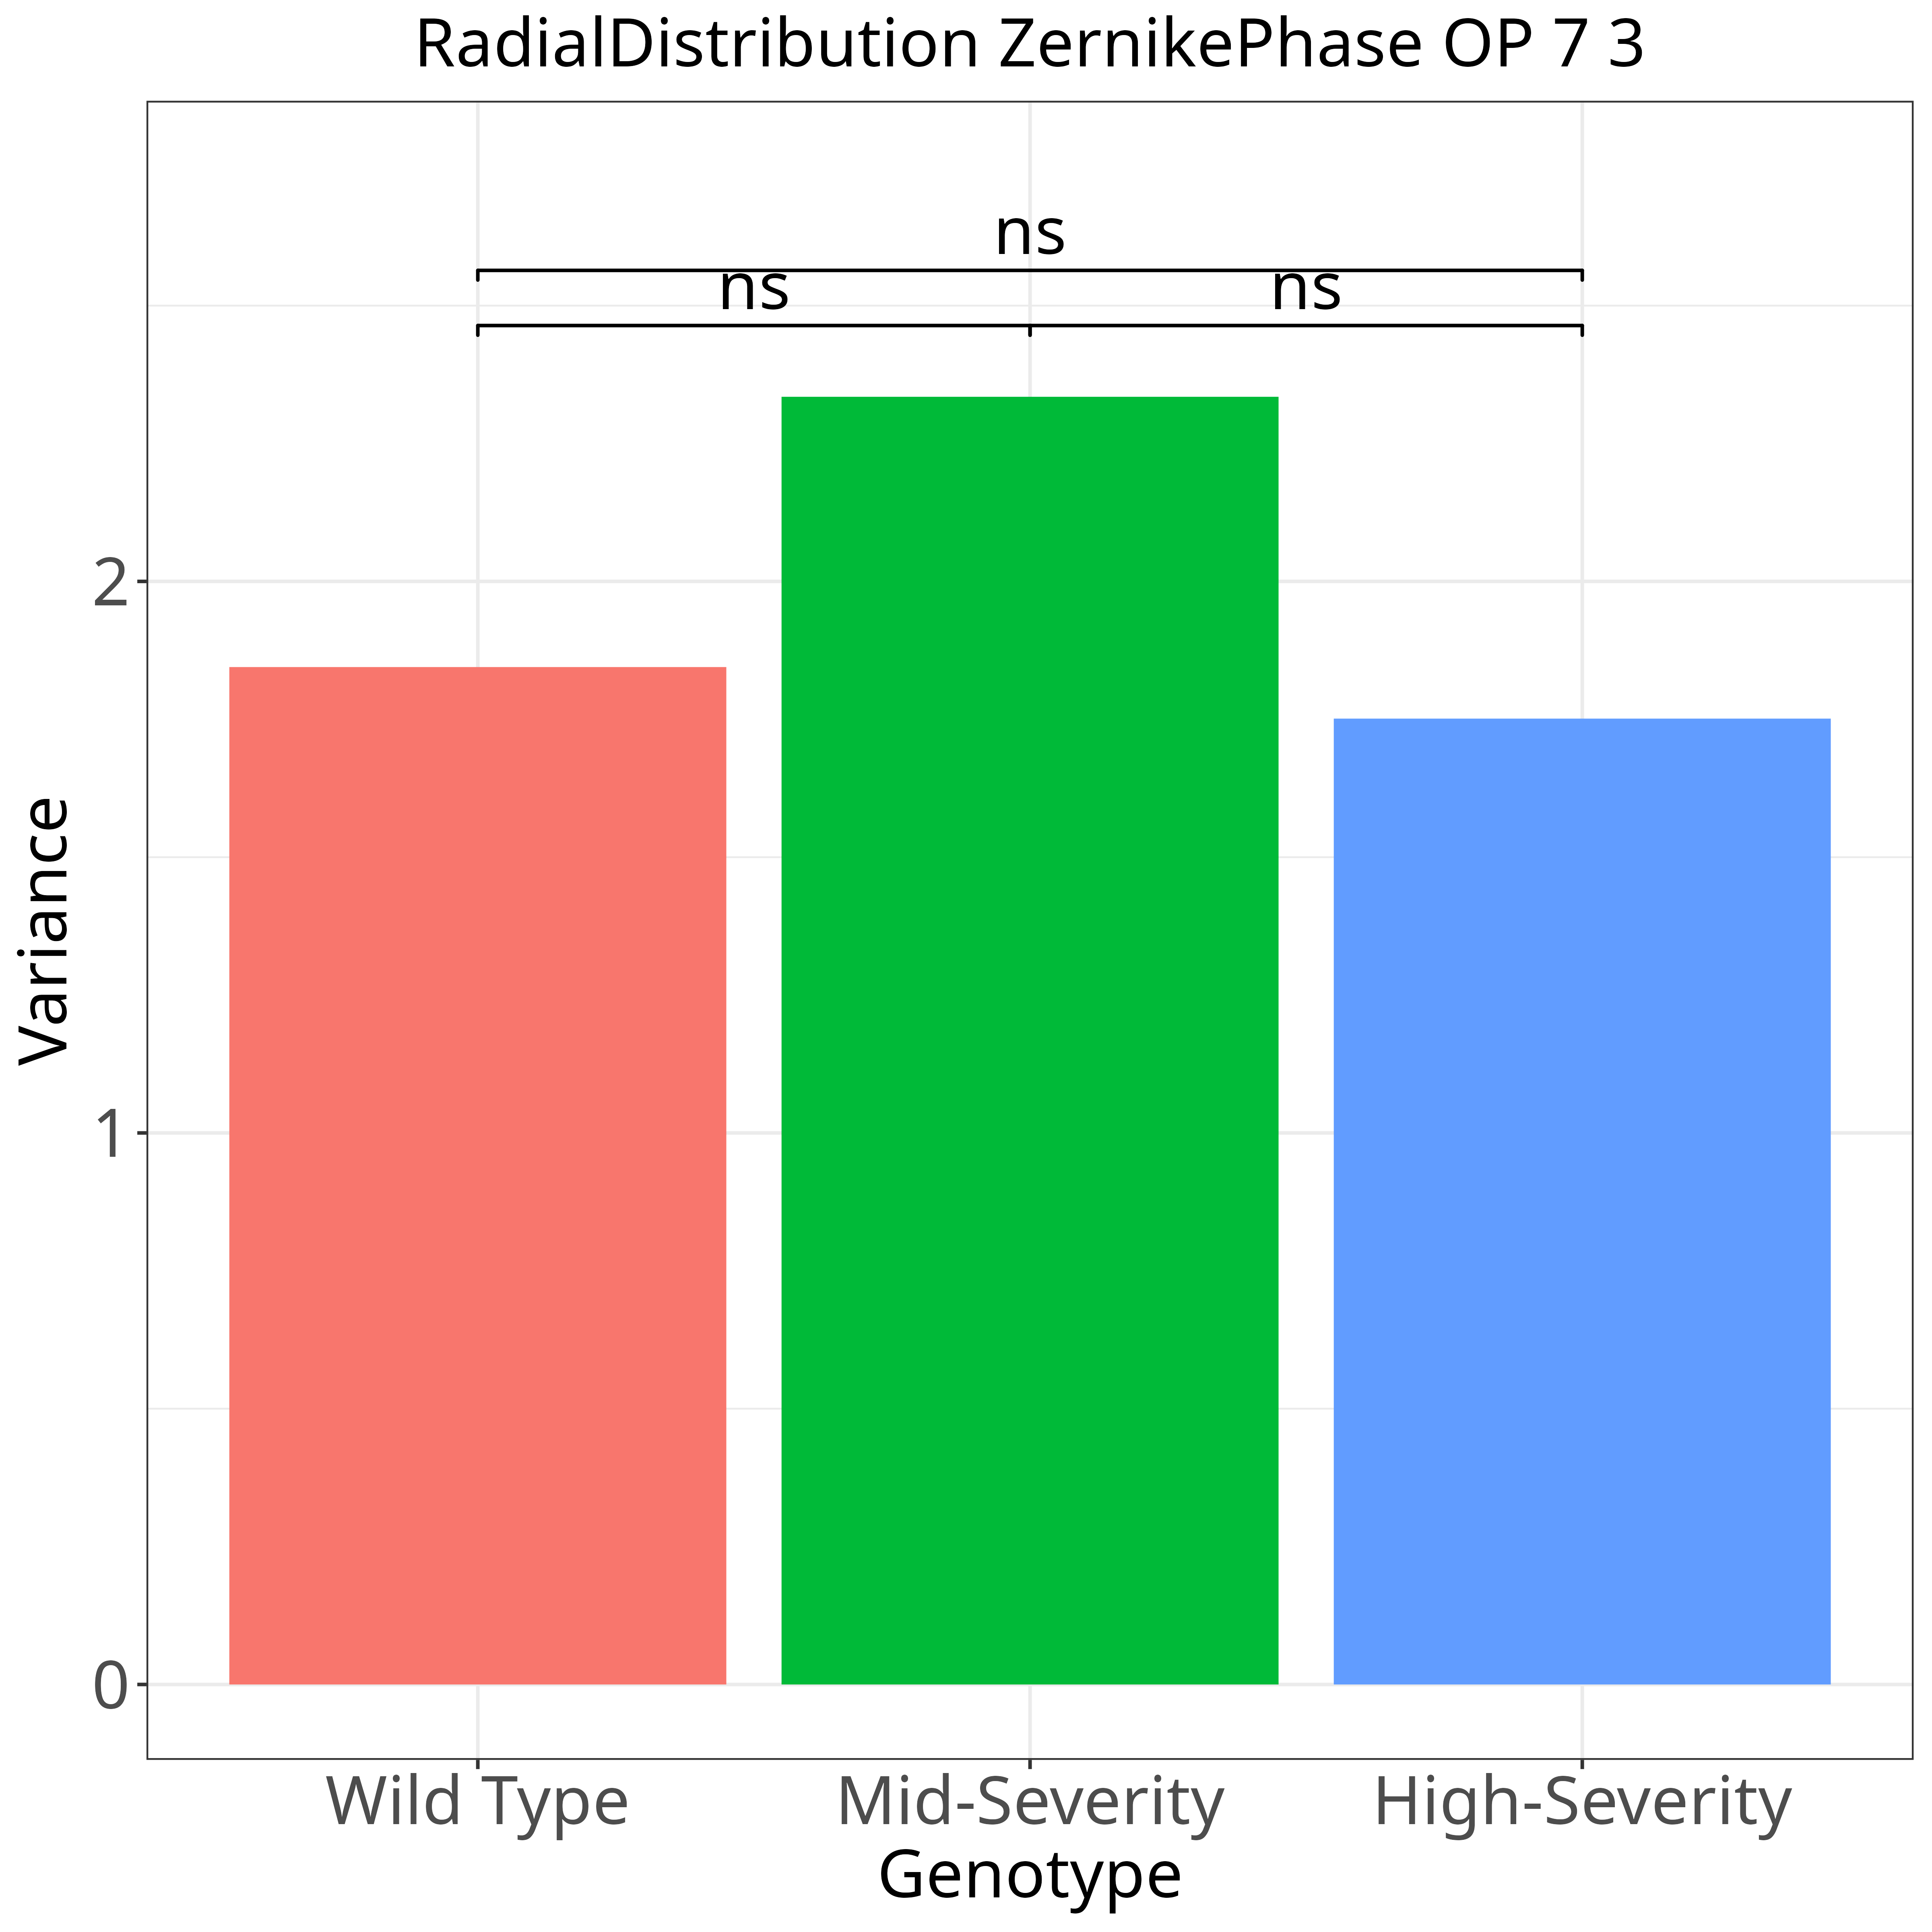 RadialDistribution ZernikePhase OP 7 3
ns
ns ns
2
1
0
Variance
Wild Type Mid-Severity High-Severity
Genotype